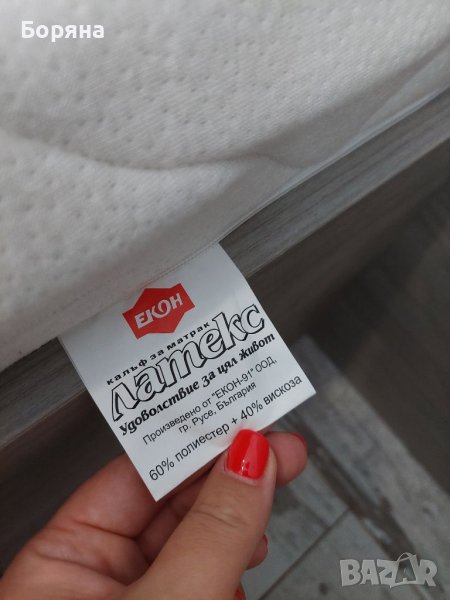 Боряна
ЕКОН
калъф за матрак
Латекс
Удоволствие за цял живот
Произведено от "ЕКОН-91" ООД,
гр. Русе, България
60% полиестер + 40% вискоза
BAZAR